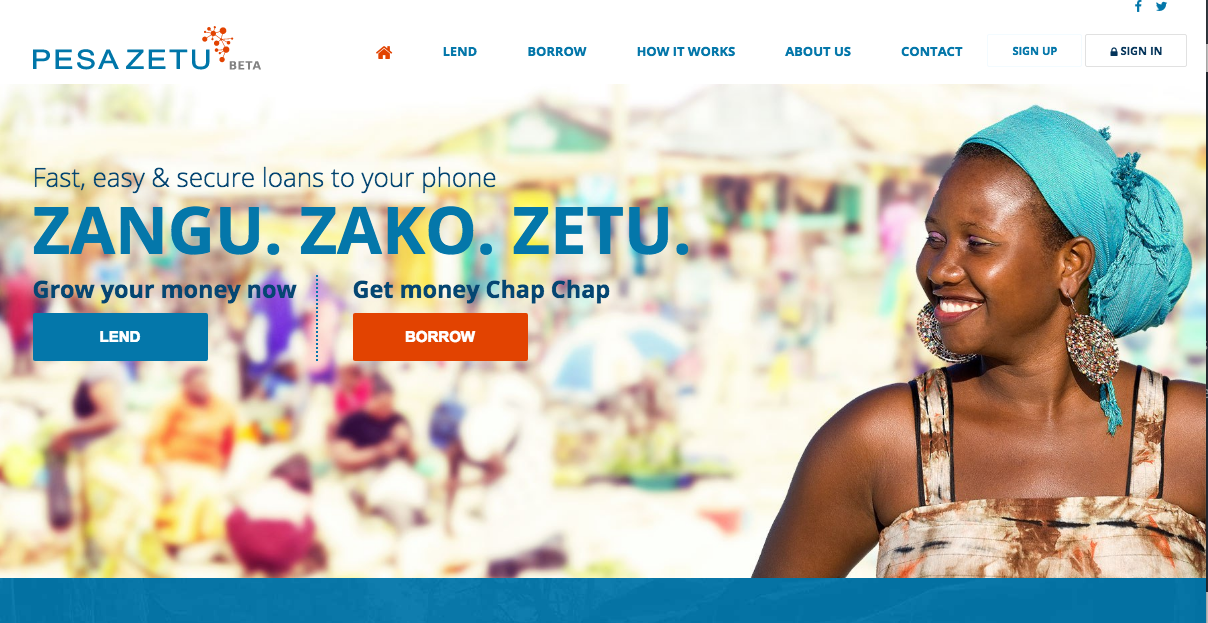 PESA ZETU BETA
LEND BORROW HOW IT WORKS ABOUT US CONTACT SIGN UP SIGN IN
Fast, easy & secure loans to your phone
ZANGU. ZAKO. ZETU.
Grow your money now
LEND
Get money Chap Chap
BORROW